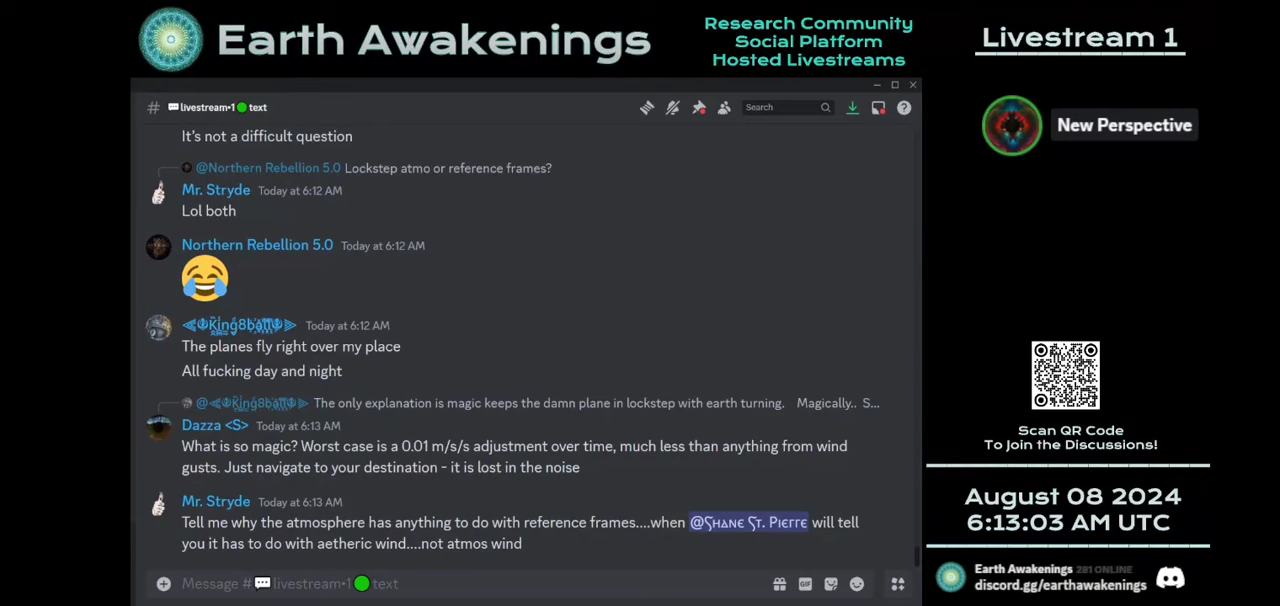 Earth Awakenings
Research Community
Social Platform
Hosted Livestreams
Livestream 1
New Perspective
# livestream•1 text
Search
It's not a difficult question
@Northern Rebellion 5.0 Lockstep atmo or reference frames?
Mr. Stryde Today at 6:12 AM
Lol both
Northern Rebellion 5.0 Today at 6:12 AM
King8ball Today at 6:12 AM
The planes fly right over my place
All fucking day and night
@King8ball The only explanation is magic keeps the damn plane in lockstep with earth turning. Magically.. S...
Dazza <S> Today at 6:13 AM
What is so magic? Worst case is a 0.01 m/s/s adjustment over time, much less than anything from wind
gusts. Just navigate to your destination - it is lost in the noise
Mr. Stryde Today at 6:13 AM
Tell me why the atmosphere has anything to do with reference frames....when @Ϛʜᴀɴᴇ Ϛᴛ. Pɪᴇггᴇ will tell
you it has to do with aetheric wind....not atmos wind
Message # livestream•1 text
GIF
Scan QR Code
To Join the Discussions!
August 08 2024
6:13:03 AM UTC
Earth Awakenings 281 ONLINE
discord.gg/earthawakenings